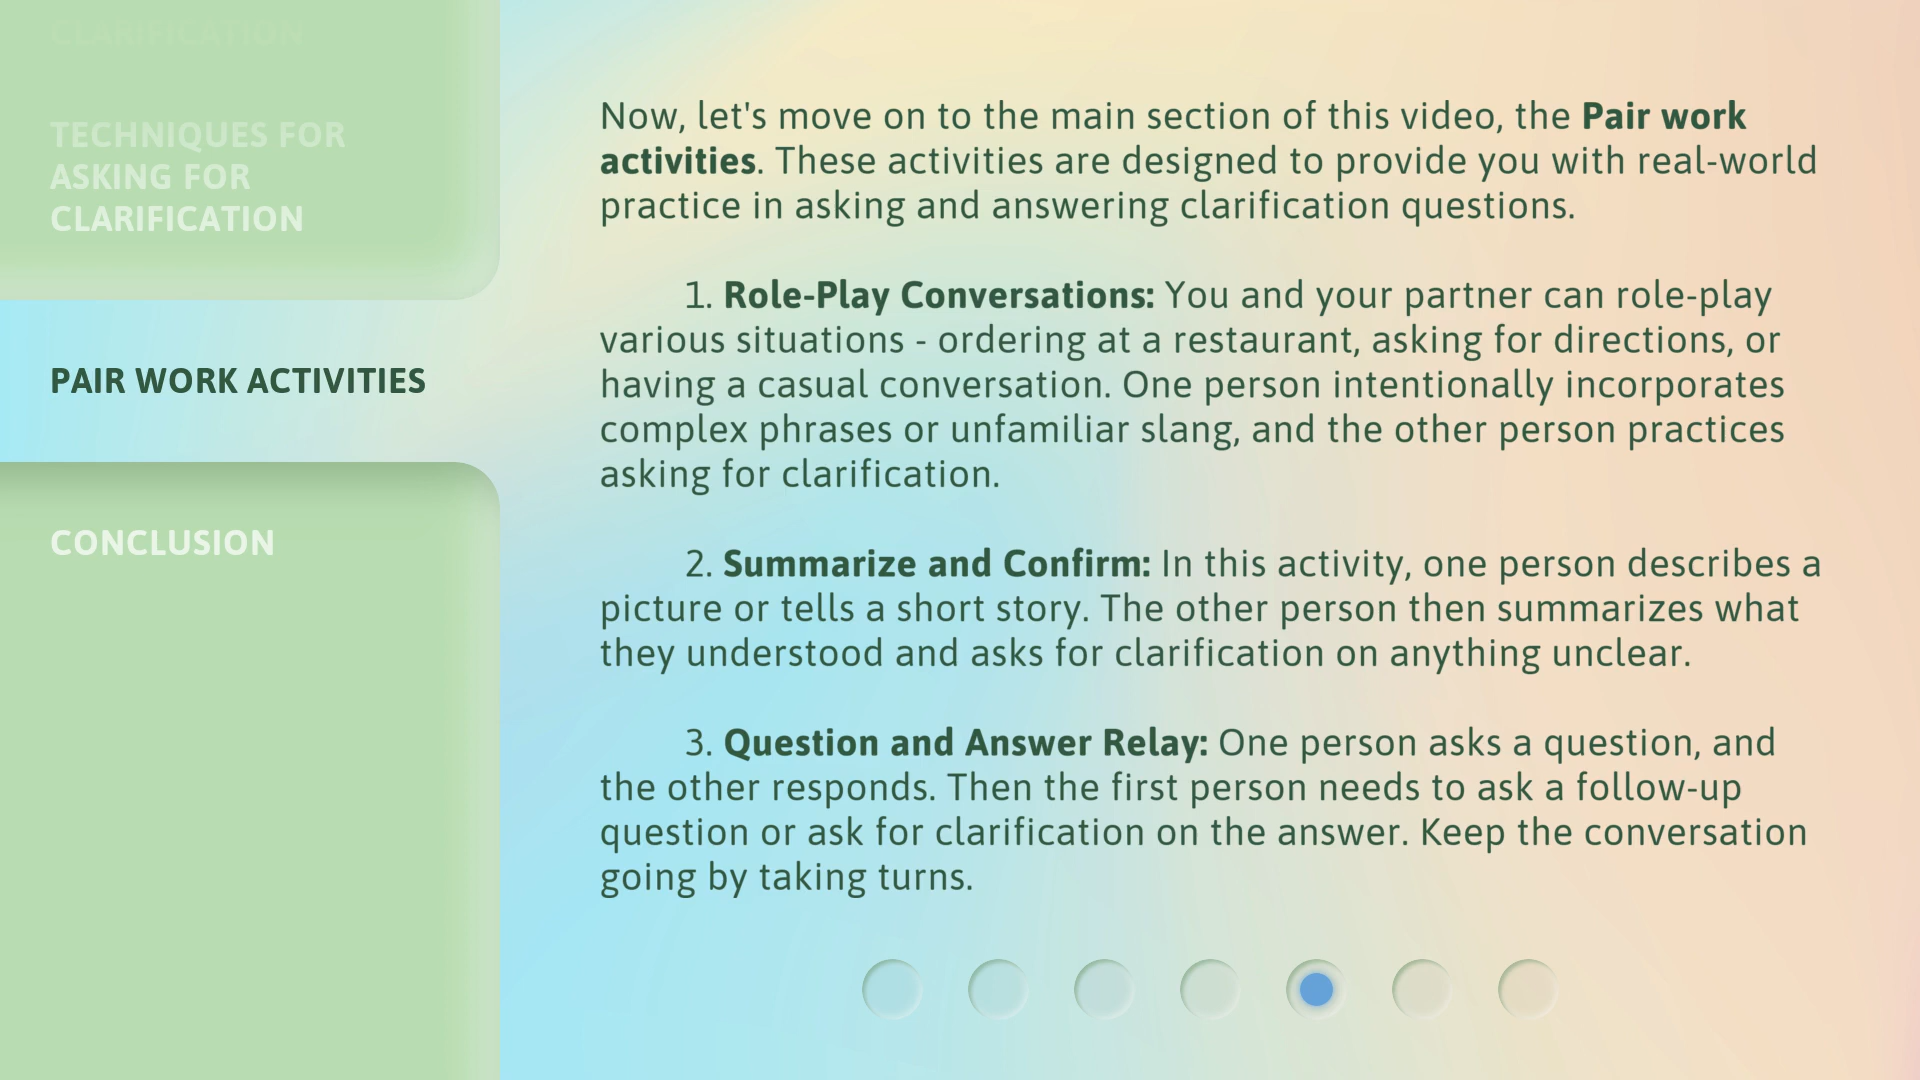 CLARIFICATION
TECHNIQUES FOR
ASKING FOR
CLARIFICATION
PAIR WORK ACTIVITIES
CONCLUSION
Now, let's move on to the main section of this video, the Pair work
activities. These activities are designed to provide you with real-world
practice in asking and answering clarification questions.
1. Role-Play Conversations: You and your partner can role-play
various situations - ordering at a restaurant, asking for directions, or
having a casual conversation. One person intentionally incorporates
complex phrases or unfamiliar slang, and the other person practices
asking for clarification.
2. Summarize and Confirm: In this activity, one person describes a
picture or tells a short story. The other person then summarizes what
they understood and asks for clarification on anything unclear.
3. Question and Answer Relay: One person asks a question, and
the other responds. Then the first person needs to ask a follow-up
question or ask for clarification on the answer. Keep the conversation
going by taking turns.